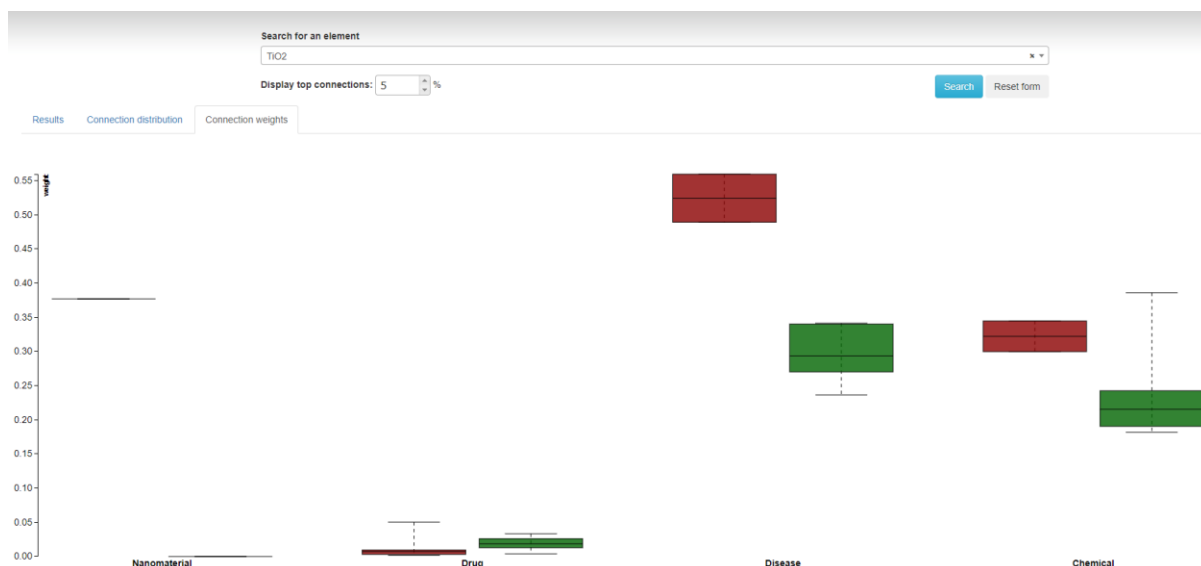 Search for an element
TiO2
Display top connections: 5 %
Search Reset form
Results Connection distribution Connection weights
weight
0.55
0.50
0.45
0.40
0.35
0.30
0.25
0.20
0.15
0.10
0.05
0.00
Nanomaterial Drug Disease Chemical